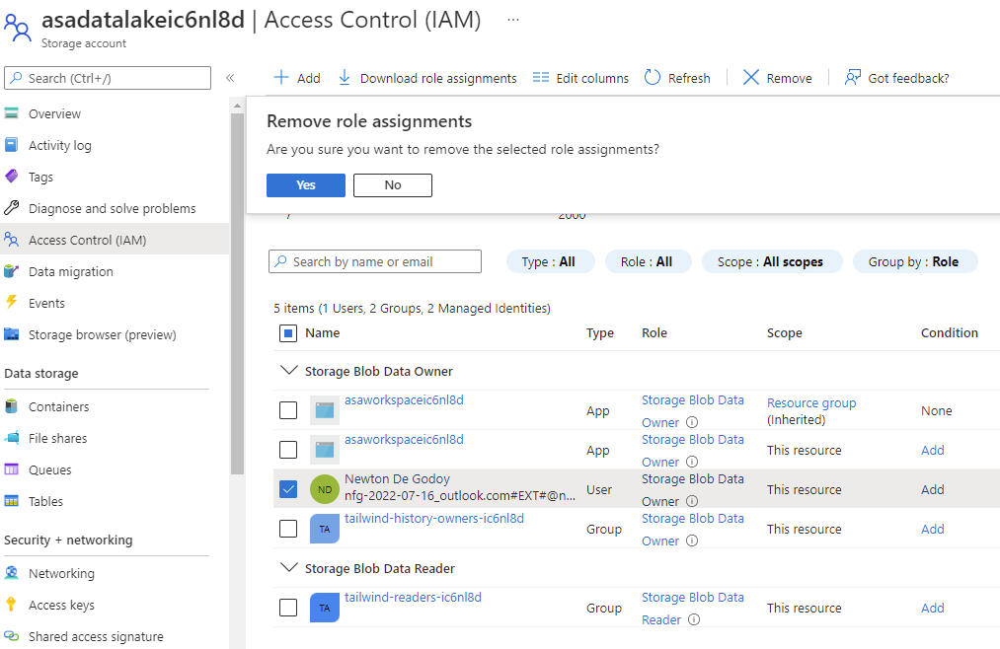 asadatalakeic6nl8d | Access Control (IAM) ...
Storage account
Search (Ctrl+/)
«
Add
Download role assignments
Edit columns
Refresh
Remove
Got feedback?
Overview
Activity log
Tags
Diagnose and solve problems
Access Control (IAM)
Data migration
Events
Storage browser (preview)
Data storage
Containers
File shares
Queues
Tables
Security + networking
Networking
Access keys
Shared access signature
Remove role assignments
Are you sure you want to remove the selected role assignments?
Yes No
7 2000
Search by name or email
Type : All
Role : All
Scope : All scopes
Group by : Role
5 items (1 Users, 2 Groups, 2 Managed Identities)
Name Type Role Scope Condition
Storage Blob Data Owner
asaworkspaceic6nl8d App Storage Blob Data Resource group None
Owner (Inherited)
asaworkspaceic6nl8d App Storage Blob Data This resource Add
Owner
ND Newton De Godoy User Storage Blob Data This resource Add
nfg-2022-07-16_outlook.com#EXT#@n... Owner
TA tailwind-history-owners-ic6nl8d Group Storage Blob Data This resource Add
Owner
Storage Blob Data Reader
TA tailwind-readers-ic6nl8d Group Storage Blob Data This resource Add
Reader